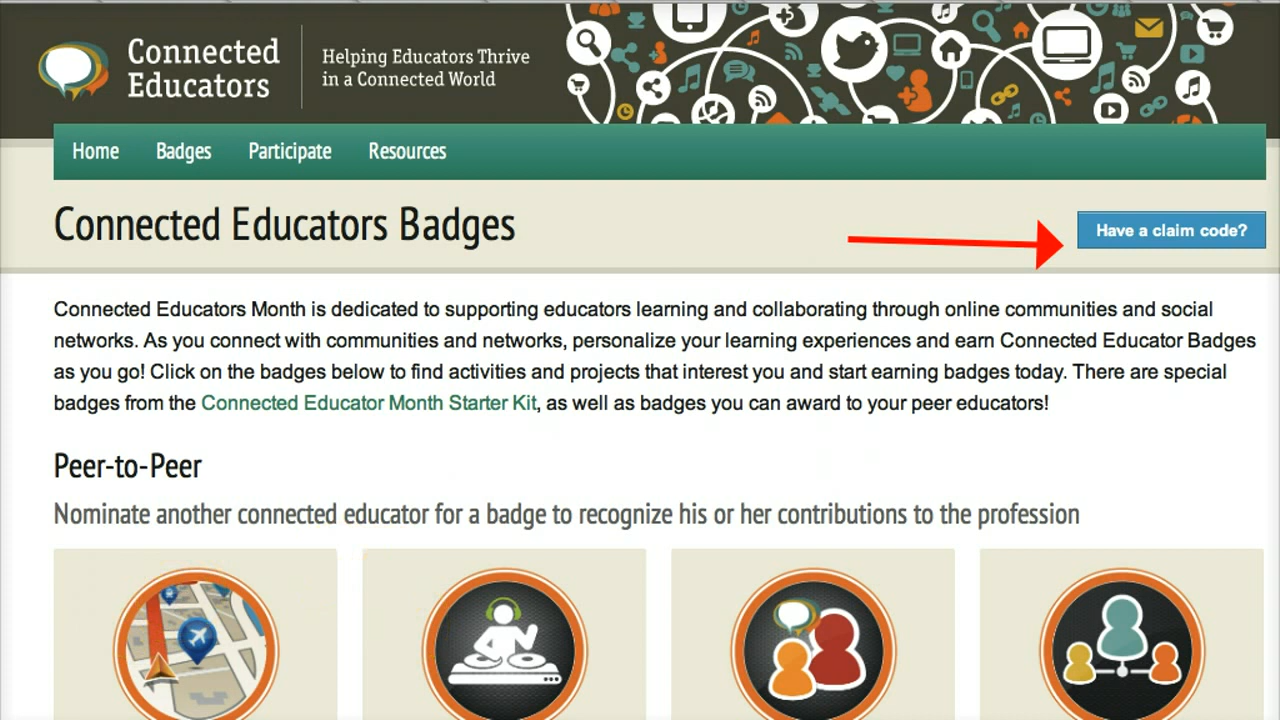 Connected
Educators
Helping Educators Thrive
in a Connected World
Home Badges Participate Resources
Connected Educators Badges
Have a claim code?
Connected Educators Month is dedicated to supporting educators learning and collaborating through online communities and social
networks. As you connect with communities and networks, personalize your learning experiences and earn Connected Educator Badges
as you go! Click on the badges below to find activities and projects that interest you and start earning badges today. There are special
badges from the Connected Educator Month Starter Kit, as well as badges you can award to your peer educators!
Peer-to-Peer
Nominate another connected educator for a badge to recognize his or her contributions to the profession